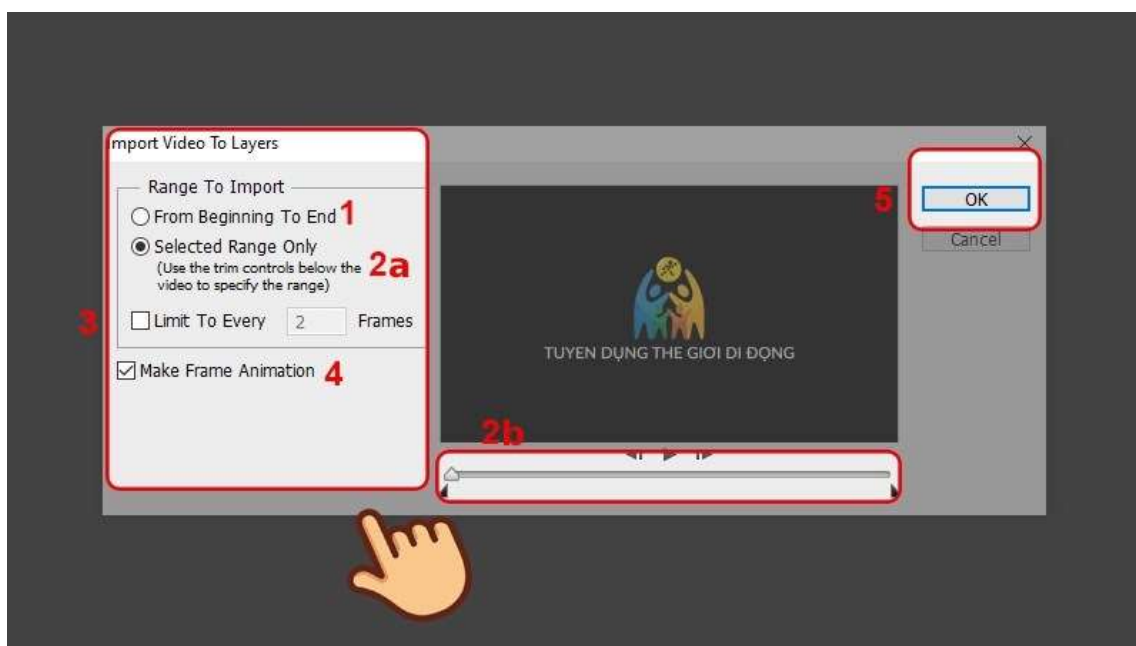 Import Video To Layers
Range To Import
From Beginning To End 1
Selected Range Only
(Use the trim controls below the
video to specify the range)
2a
3
Limit To Every 2 Frames
Make Frame Animation 4
TUYEN DỤNG THE GIOI DI ĐỘNG
2b
5
OK
Cancel